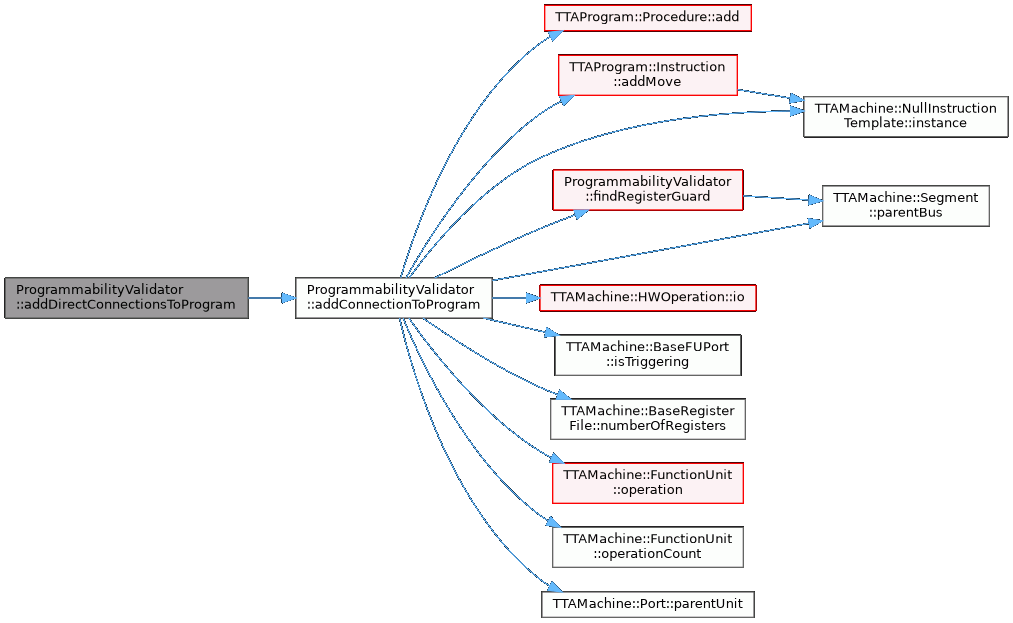 TTAProgram::Procedure::add
TTAProgram::Instruction
::addMove
TTAMachine::NullInstruction
Template::instance
ProgrammabilityValidator
::findRegisterGuard
TTAMachine::Segment
::parentBus
ProgrammabilityValidator
::addDirectConnectionsToProgram
ProgrammabilityValidator
::addConnectionToProgram
TTAMachine::HWOperation::io
TTAMachine::BaseFUPort
::isTriggering
TTAMachine::BaseRegister
File::numberOfRegisters
TTAMachine::FunctionUnit
::operation
TTAMachine::FunctionUnit
::operationCount
TTAMachine::Port::parentUnit